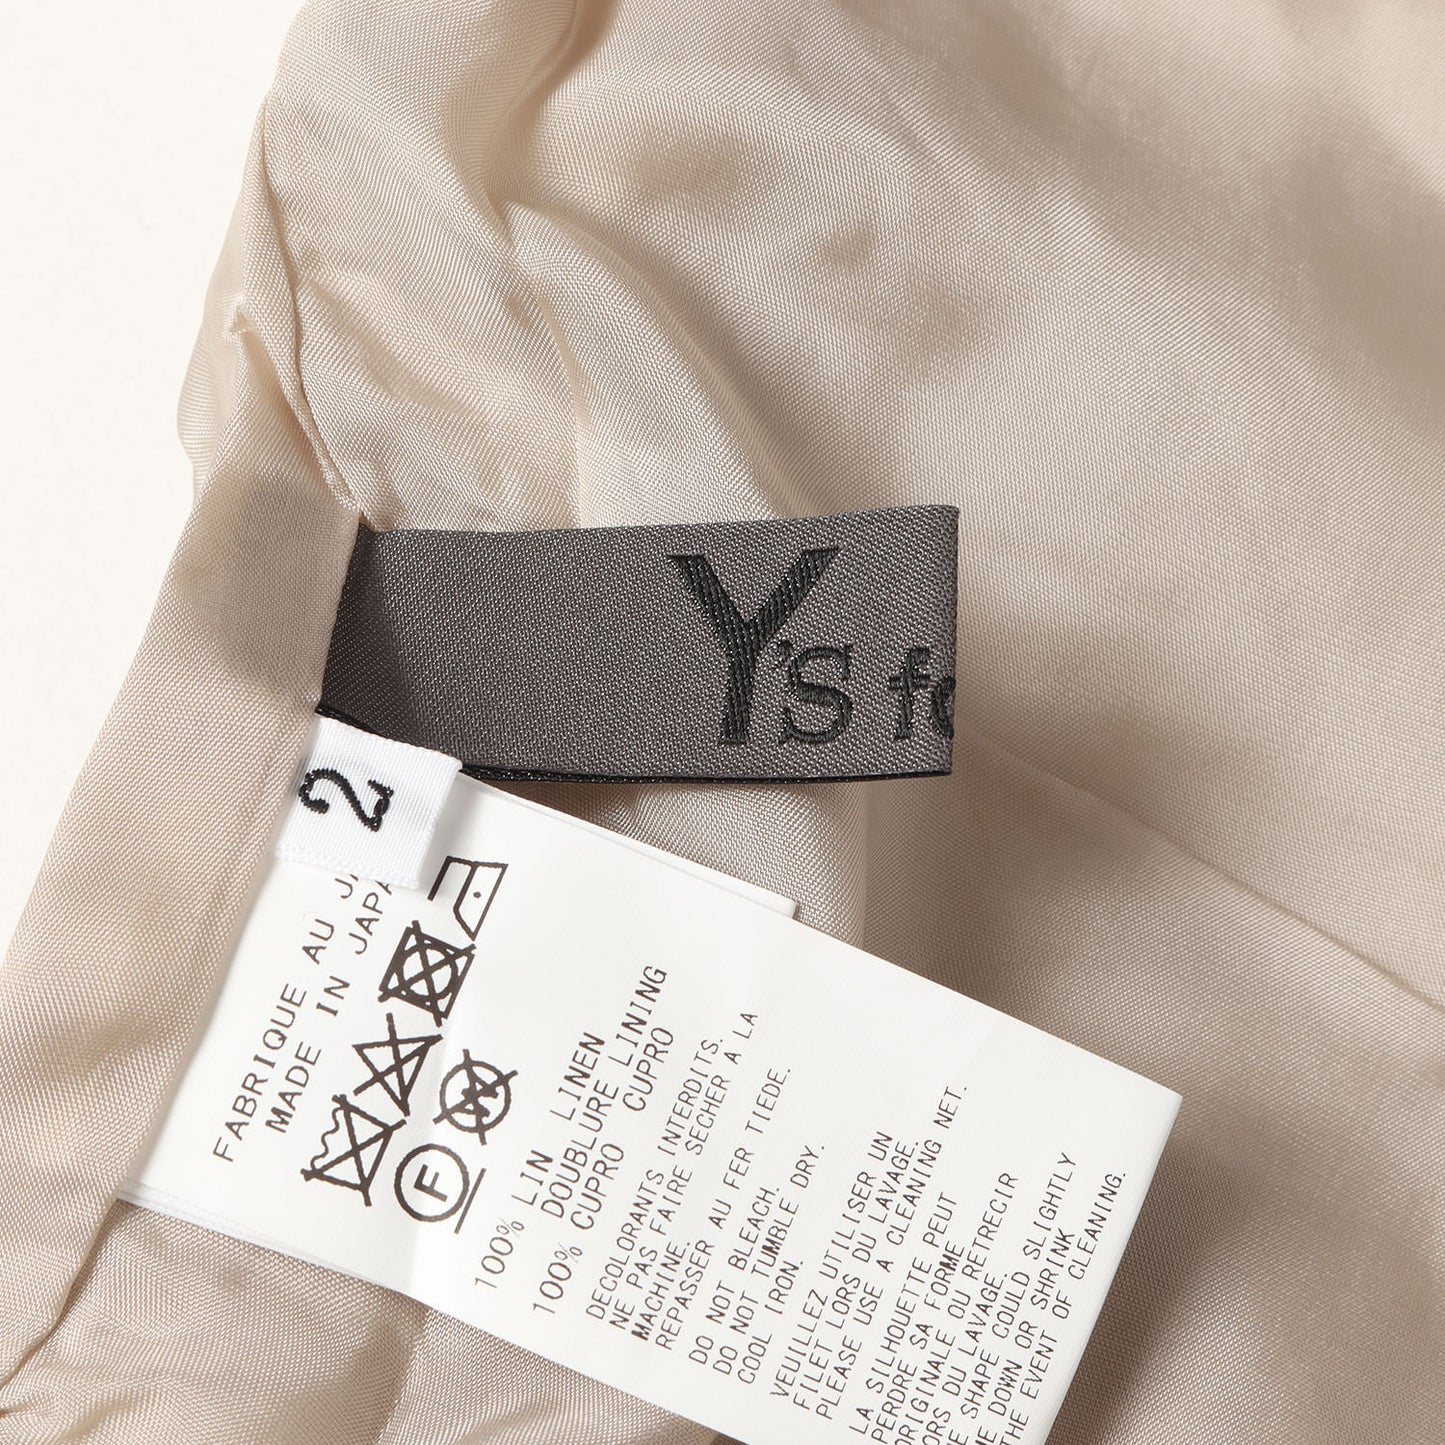 Y's fo
2
FABRIQUE AU JA
MADE IN JAPA
F
W
100% LIN LINEN
DOUBLURE LINING
100% CUPRO CUPRO
DECOLORANTS INTERDITS.
NE PAS FAIRE SECHER À LA
MACHINE.
REPASSER AU FER TIEDE.
DO NOT BLEACH.
DO NOT TUMBLE DRY.
COOL IRON.
VEUILLEZ UTILISER UN
FILET LORS DU LAVAGE.
PLEASE USE A CLEANING NET.
LA SILHOUETTE PEUT
PERDRE SA FORME
ORIGINALE OU RETRECIR
LORS DU LAVAGE.
E SHAPE COULD SLIGHTLY
ME DOWN OR SHRINK
THE EVENT OF CLEANING.